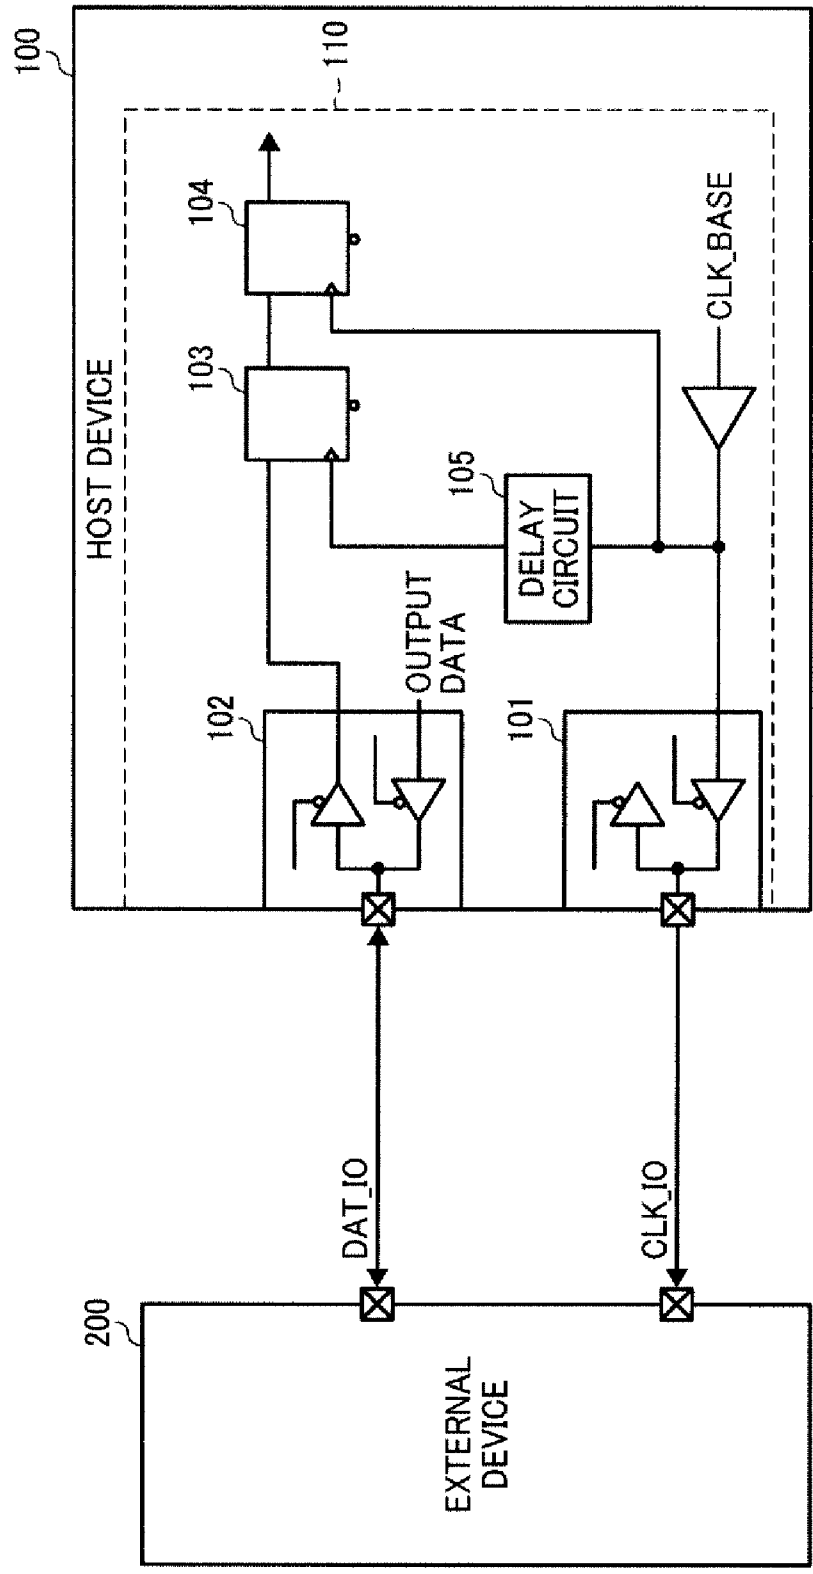 100
HOST DEVICE
110
104
103
105
DELAY
CIRCUIT
CLK_BASE
102
OUTPUT
DATA
101
DAT_IO
CLK_IO
200
EXTERNAL
DEVICE